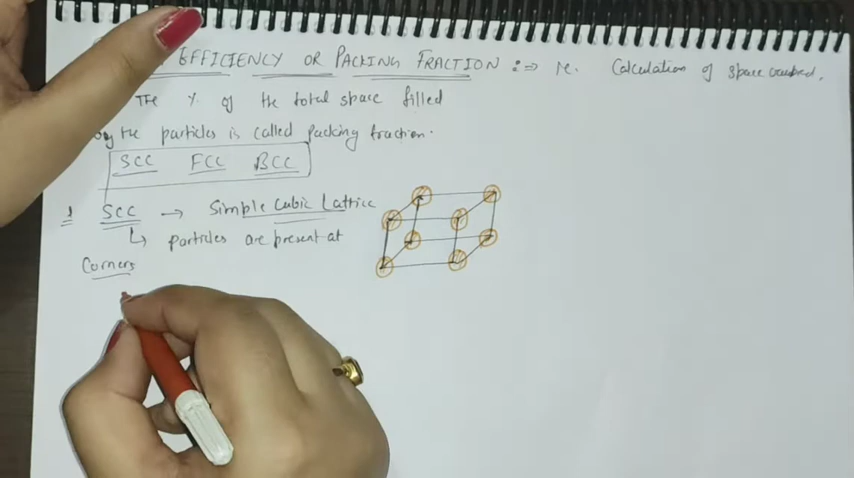 EFFICIENCY OR PACKING FRACTION :⇒ Calculation of space
The % of the total space filled
by the particles is called packing fraction.
SCC FCC BCC
1 SCC → Simple Cubic Lattice
↳ particles are present at
Corners